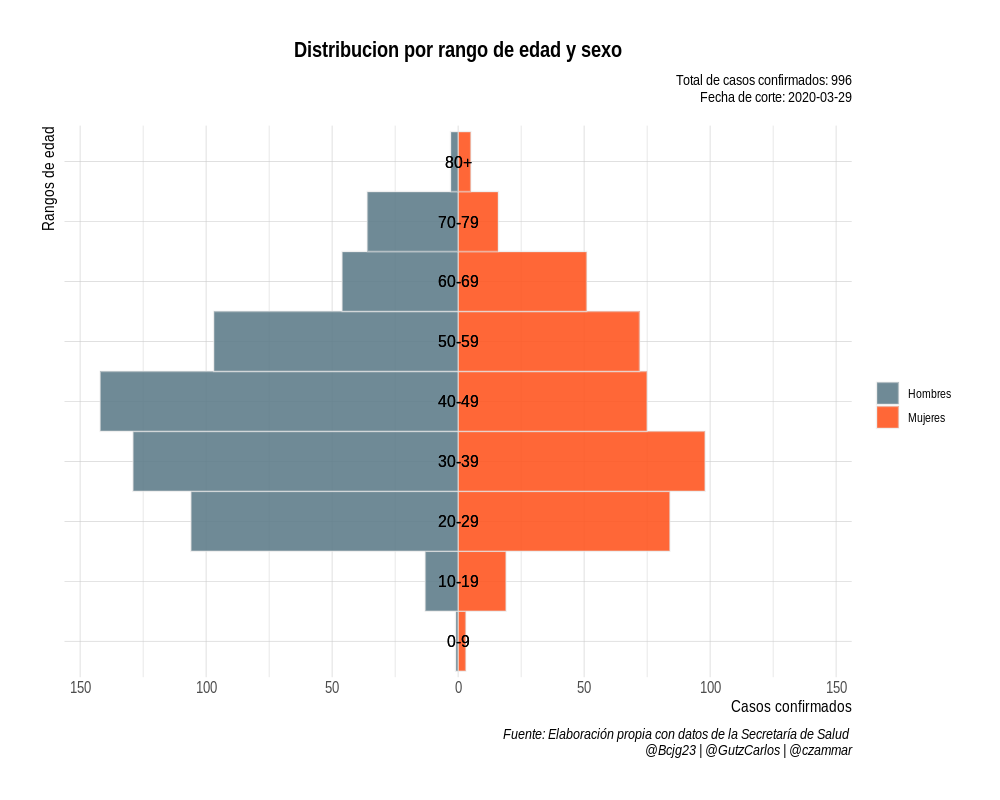 Distribucion por rango de edad y sexo
Total de casos confirmados: 996
Fecha de corte: 2020-03-29
Rangos de edad
80+
70-79
60-69
50-59
40-49
30-39
20-29
10-19
0-9
Hombres
Mujeres
150 100 50 0 50 100 150
Casos confirmados
Fuente: Elaboración propia con datos de la Secretaría de Salud
@Bcjg23 | @GutzCarlos | @czammar